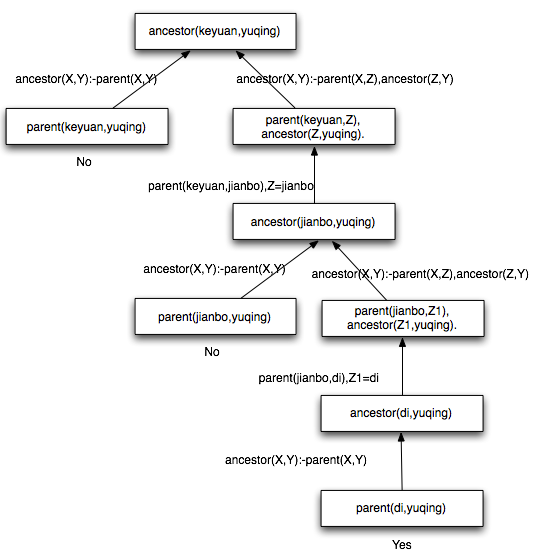 ancestor(keyuan,yuqing)
ancestor(X,Y):-parent(X,Y)
ancestor(X,Y):-parent(X,Z),ancestor(Z,Y)
parent(keyuan,yuqing)
parent(keyuan,Z),
ancestor(Z,yuqing).
No
parent(keyuan,jianbo),Z=jianbo
ancestor(jianbo,yuqing)
ancestor(X,Y):-parent(X,Y)
ancestor(X,Y):-parent(X,Z),ancestor(Z,Y)
parent(jianbo,yuqing)
parent(jianbo,Z1),
ancestor(Z1,yuqing).
No
parent(jianbo,di),Z1=di
ancestor(di,yuqing)
ancestor(X,Y):-parent(X,Y)
parent(di,yuqing)
Yes